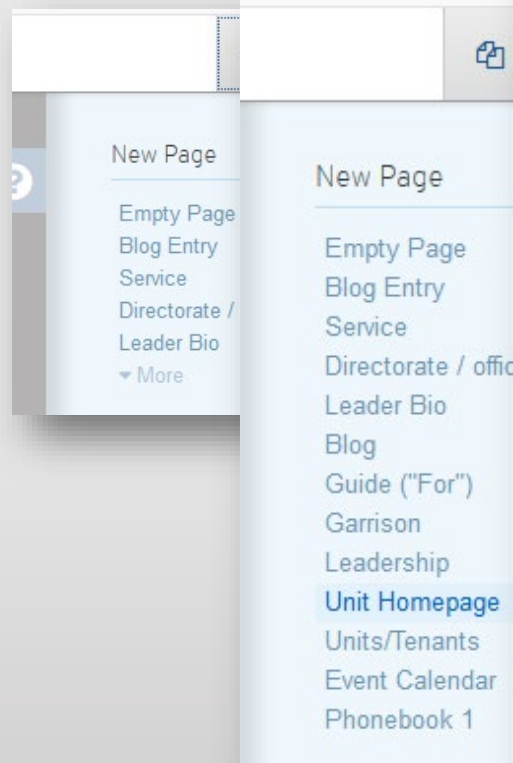 New Page
Empty Page
Blog Entry
Service
Directorate /
Leader Bio
More
New Page
Empty Page
Blog Entry
Service
Directorate / offic
Leader Bio
Blog
Guide ("For")
Garrison
Leadership
Unit Homepage
Units/Tenants
Event Calendar
Phonebook 1